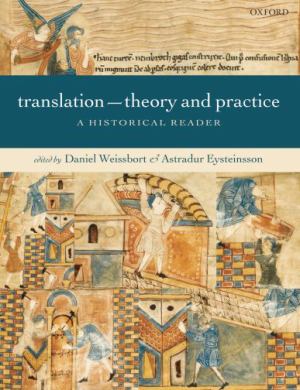 OXFORD
translation—theory and practice
A HISTORICAL READER
edited by Daniel Weissbort & Astradur Eysteinsson